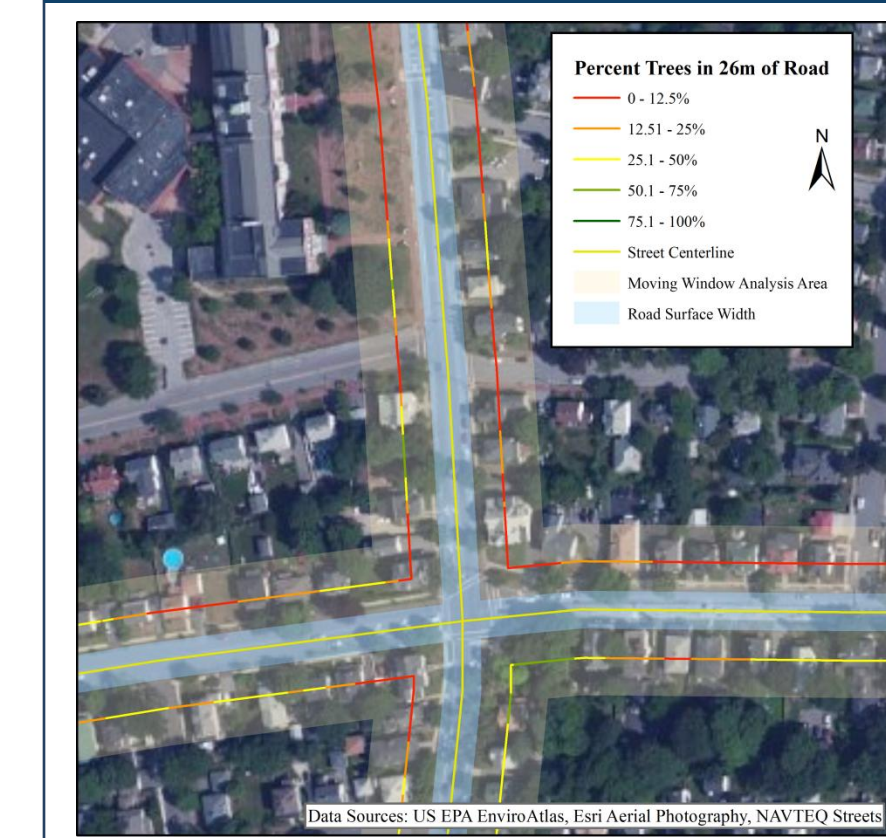 Percent Trees in 26m of Road
0 - 12.5%
12.51 - 25%
25.1 - 50%
50.1 - 75%
75.1 - 100%
Street Centerline
Moving Window Analysis Area
Road Surface Width
N
Data Sources: US EPA EnviroAtlas, Esri Aerial Photography, NAVTEQ Streets